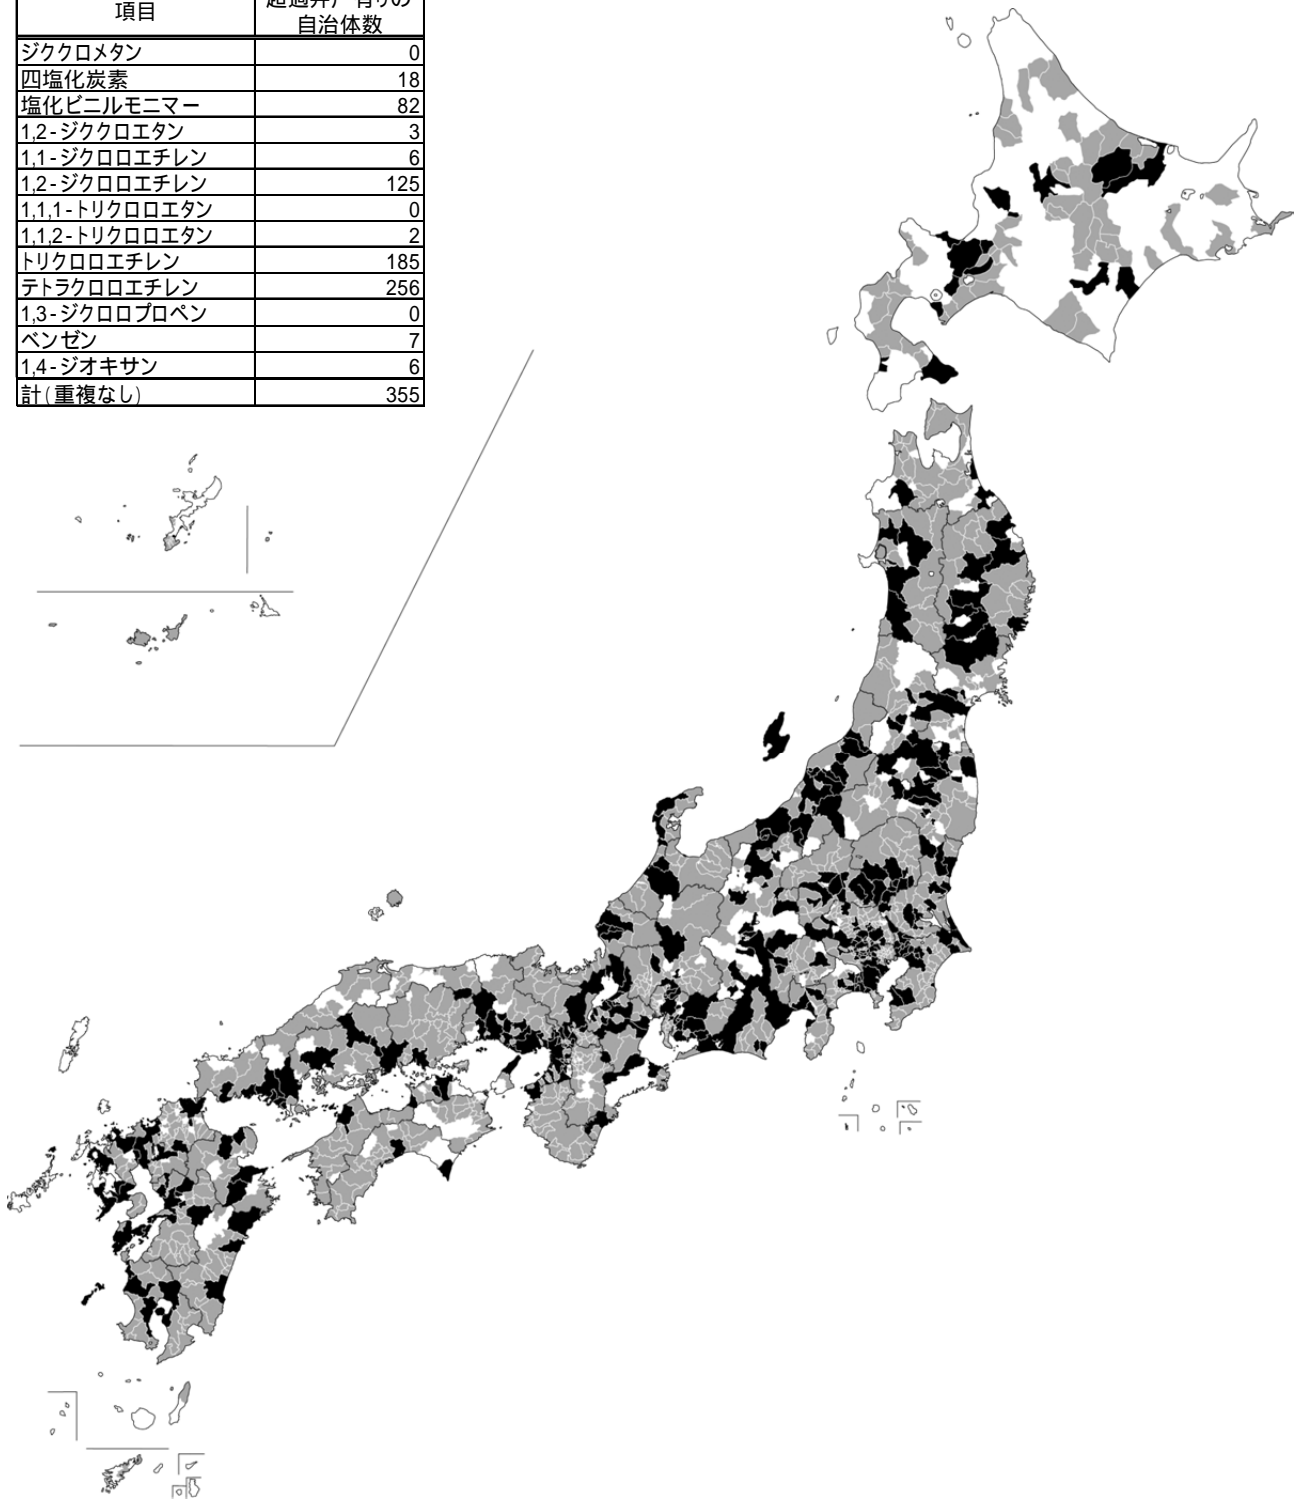 項目
超過井戸有りの
自治体数
ジククロメタン 0
四塩化炭素 18
塩化ビニルモニマー 82
1,2-ジククロエタン 3
1,1-ジクロロエチレン 6
1,2-ジクロロエチレン 125
1,1,1-トリクロロエタン 0
1,1,2-トリクロロエタン 2
トリクロロエチレン 185
テトラクロロエチレン 256
1,3-ジクロロプロペン 0
ベンゼン 7
1,4-ジオキサン 6
計(重複なし) 355